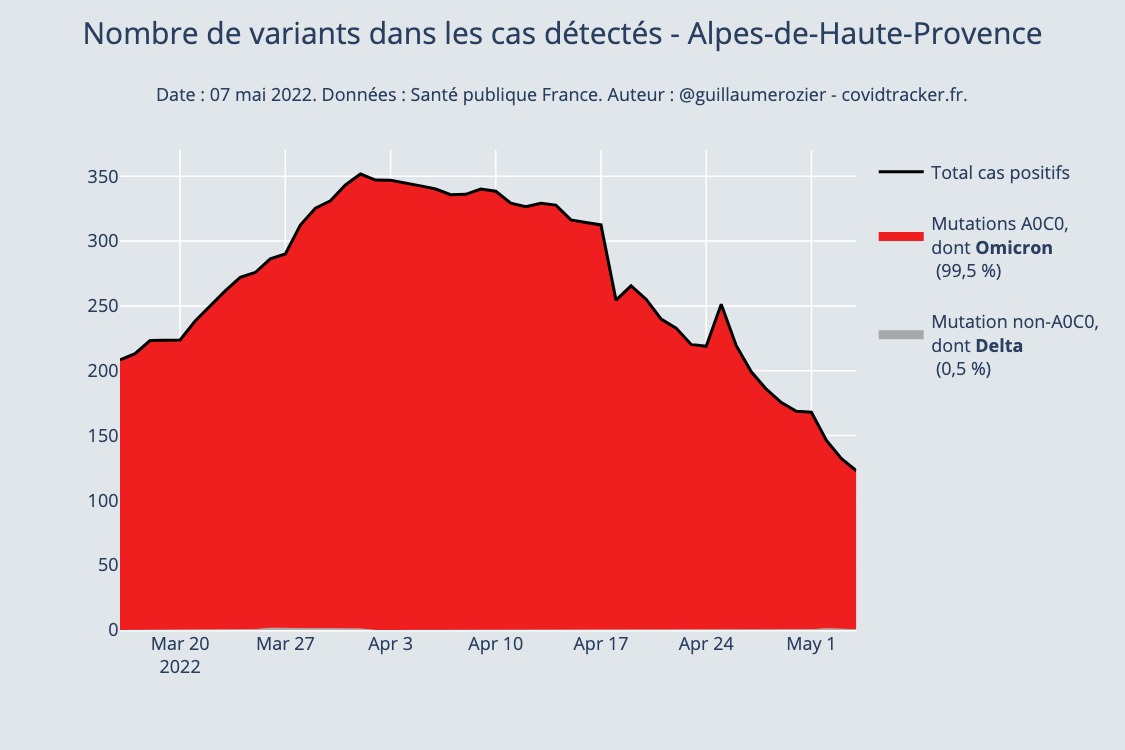 Nombre de variants dans les cas détectés - Alpes-de-Haute-Provence
Date : 07 mai 2022. Données : Santé publique France. Auteur : @guillaumerozier - covidtracker.fr.
350
300
250
200
150
100
50
0
Mar 20
2022
Mar 27
Apr 3
Apr 10
Apr 17
Apr 24
May 1
Total cas positifs
Mutations A0C0,
dont Omicron
(99,5 %)
Mutation non-A0C0,
dont Delta
(0,5 %)